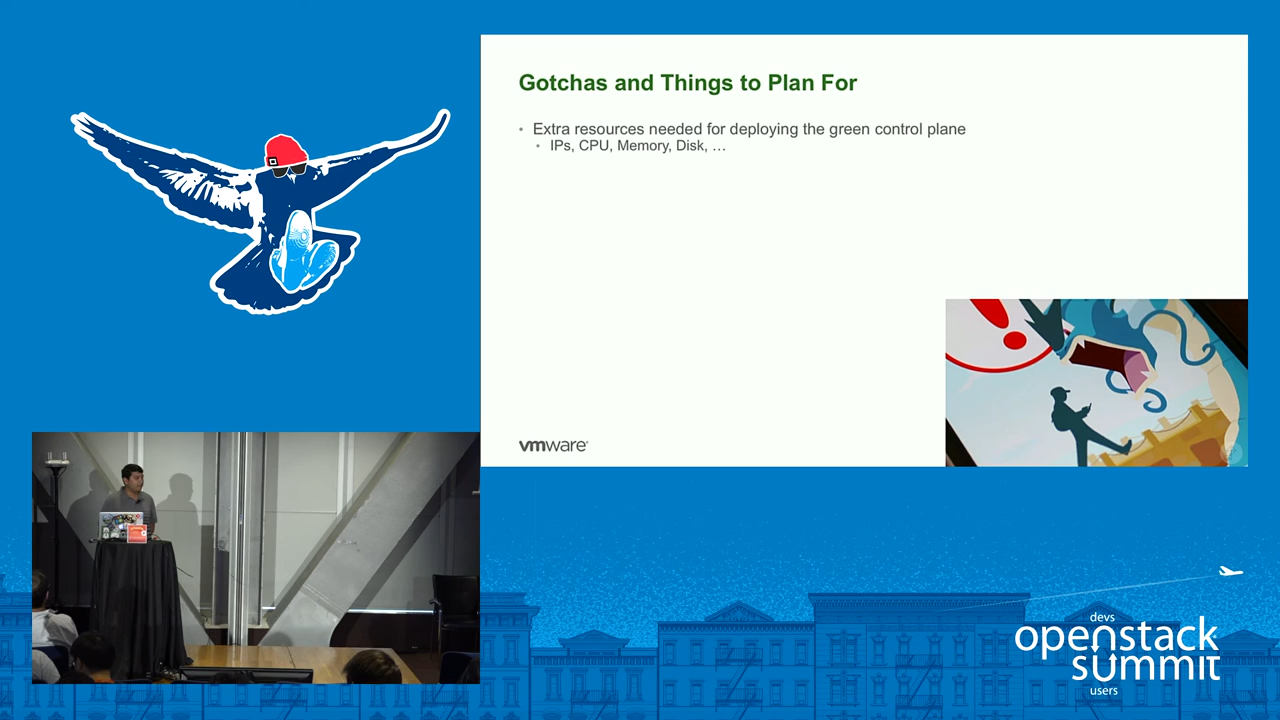 Gotchas and Things to Plan For
• Extra resources needed for deploying the green control plane
• IPs, CPU, Memory, Disk, …
vmware
devs
openstack
summit
users